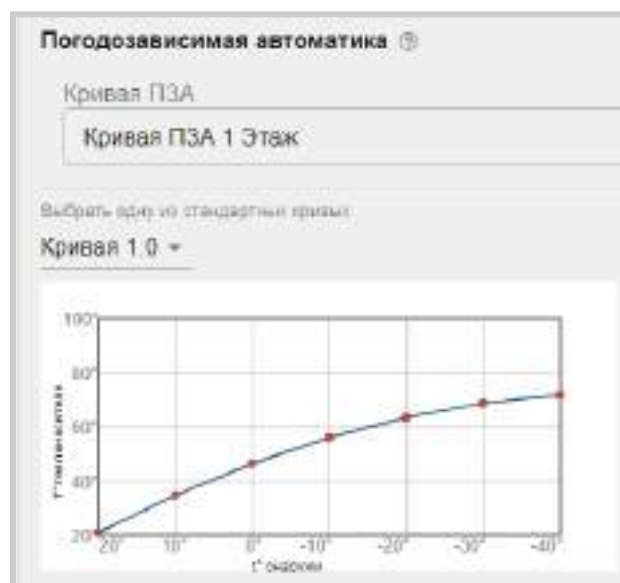 Погодозависимая автоматика ?
Кривая ПЗА
Кривая ПЗА 1 Этаж
Выбрать одну из стандартных кривых
Кривая 1.0
100°
80°
60°
40°
20°
20° 10° 0° -10° -20° -30° -40°
t° теплоносителя
t° снаружи